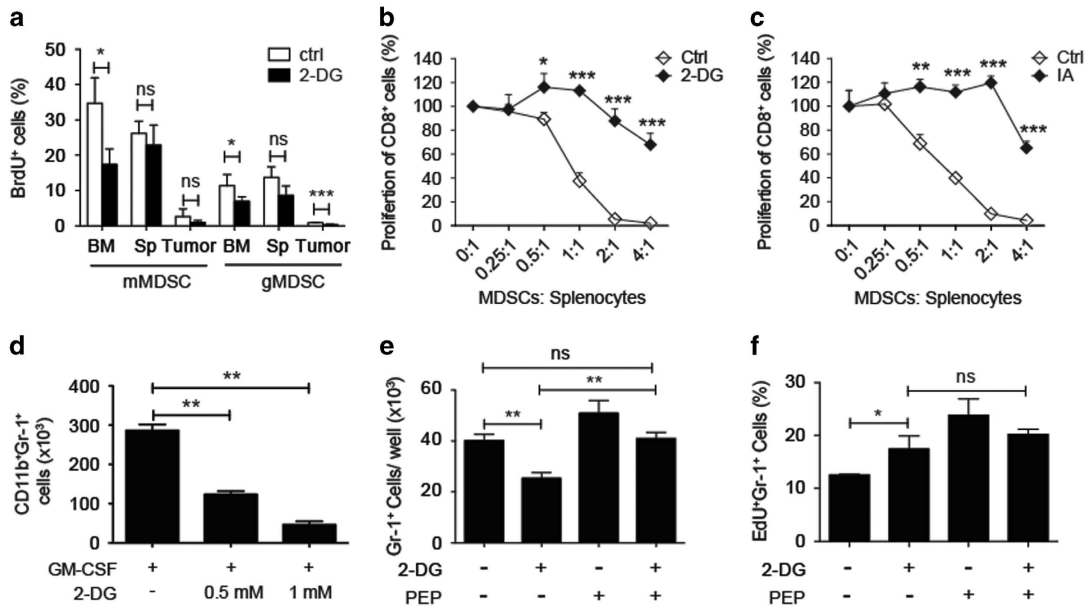 a
BrdU⁺ cells (%)
50
40
30
20
10
0
ctrl
2-DG
*
ns
ns
*
ns
***
BM Sp Tumor BM Sp Tumor
mMDSC gMDSC
b
Prolifertion of CD8⁺ cells (%)
140
120
100
80
60
40
20
0
Ctrl
2-DG
* *** *** ***
0:1 0.25:1 0.5:1 1:1 2:1 4:1
MDSCs: Splenocytes
c
Prolifertion of CD8⁺ cells (%)
140
120
100
80
60
40
20
0
Ctrl
IA
** *** *** ***
0:1 0.25:1 0.5:1 1:1 2:1 4:1
MDSCs: Splenocytes
d
CD11b⁺Gr-1⁺
cells (x10³)
400
300
200
100
0
**
**
GM-CSF + + +
2-DG - 0.5 mM 1 mM
e
Gr-1⁺ Cells/ well (x10³)
60
40
20
0
ns
**
**
2-DG - + - +
PEP - - + +
f
EdU⁺Gr-1⁺ Cells (%)
30
20
10
0
ns
*
2-DG - + - +
PEP - - + +